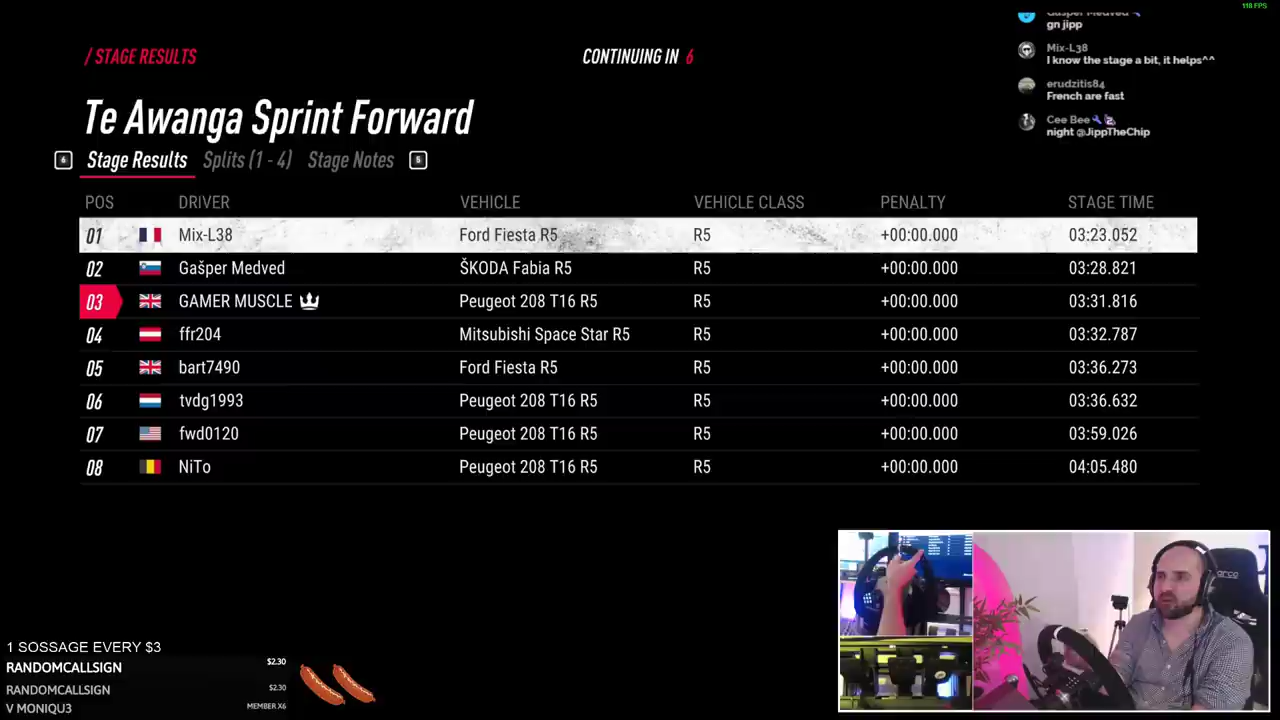 118 FPS
Gašper Medved
gn jipp
Mix-L38
I know the stage a bit, it helps^^
erudzitis84
French are fast
Cee Bee
night @JippTheChip
/ STAGE RESULTS
CONTINUING IN 6
Te Awanga Sprint Forward
6 Stage Results Splits (1 - 4) Stage Notes 5
POS DRIVER VEHICLE VEHICLE CLASS PENALTY STAGE TIME
01 Mix-L38 Ford Fiesta R5 R5 +00:00.000 03:23.052
02 Gašper Medved ŠKODA Fabia R5 R5 +00:00.000 03:28.821
03 GAMER MUSCLE Peugeot 208 T16 R5 R5 +00:00.000 03:31.816
04 ffr204 Mitsubishi Space Star R5 R5 +00:00.000 03:32.787
05 bart7490 Ford Fiesta R5 R5 +00:00.000 03:36.273
06 tvdg1993 Peugeot 208 T16 R5 R5 +00:00.000 03:36.632
07 fwd0120 Peugeot 208 T16 R5 R5 +00:00.000 03:59.026
08 NiTo Peugeot 208 T16 R5 R5 +00:00.000 04:05.480
1 SOSSAGE EVERY $3
RANDOMCALLSIGN $2.30
RANDOMCALLSIGN $2.30
V MONIQU3 MEMBER X6